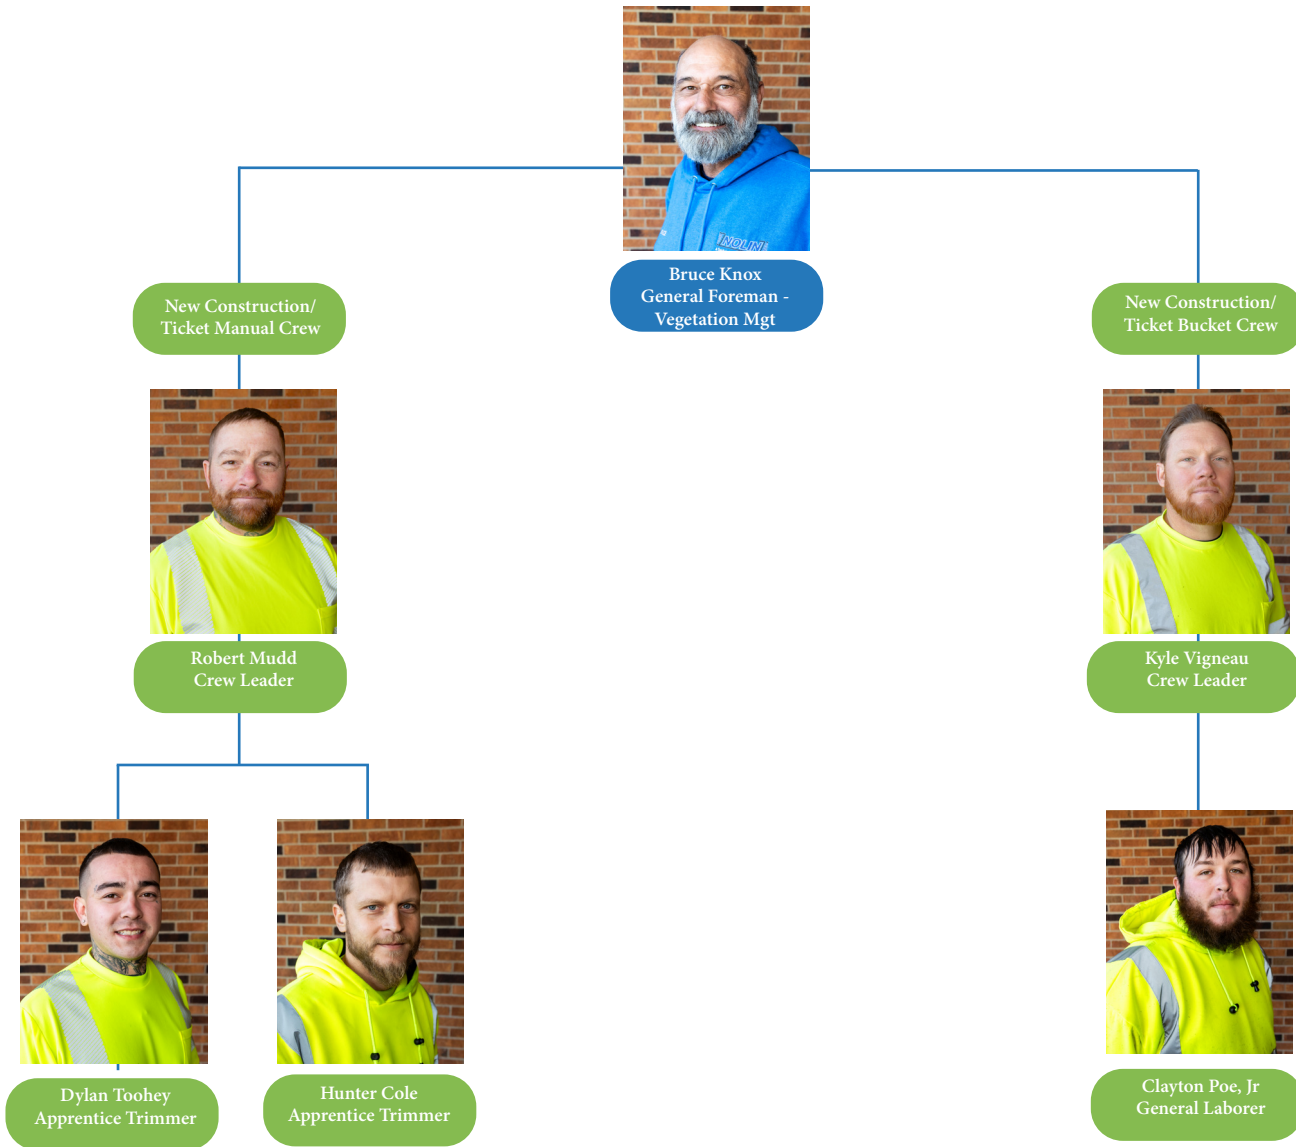 NOLIN
Bruce Knox
General Foreman -
Vegetation Mgt
New Construction/
Ticket Manual Crew
New Construction/
Ticket Bucket Crew
Robert Mudd
Crew Leader
Kyle Vigneau
Crew Leader
Dylan Toohey
Apprentice Trimmer
Hunter Cole
Apprentice Trimmer
Clayton Poe, Jr
General Laborer